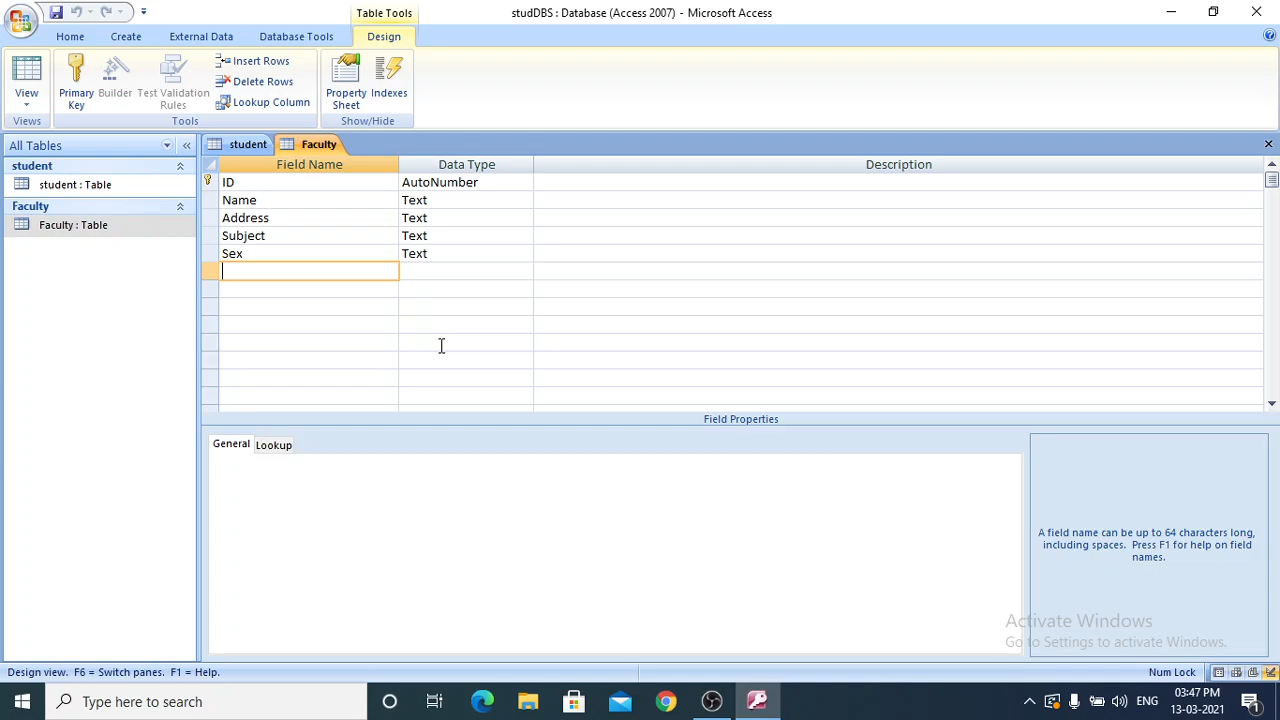 Table Tools
studDBS : Database (Access 2007) - Microsoft Access
Home Create External Data Database Tools Design
View
Primary Key
Builder
Test Validation Rules
Insert Rows
Delete Rows
Lookup Column
Property Sheet
Indexes
Views Tools Show/Hide
All Tables
student
student : Table
Faculty
Faculty : Table
student Faculty
Field Name Data Type Description
ID AutoNumber
Name Text
Address Text
Subject Text
Sex Text
Field Properties
General Lookup
A field name can be up to 64 characters long,
including spaces. Press F1 for help on field
names.
Activate Windows
Go to Settings to activate Windows.
Design view. F6 = Switch panes. F1 = Help.
Num Lock
Type here to search
ENG
03:47 PM
13-03-2021
1